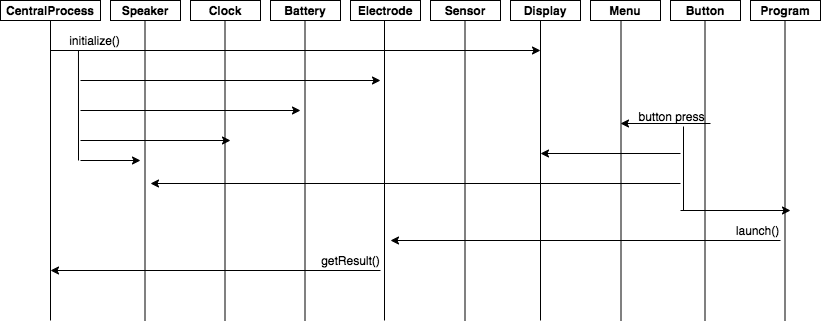 CentralProcess Speaker Clock Battery Electrode Sensor Display Menu Button Program
initialize()
button press
launch()
getResult()